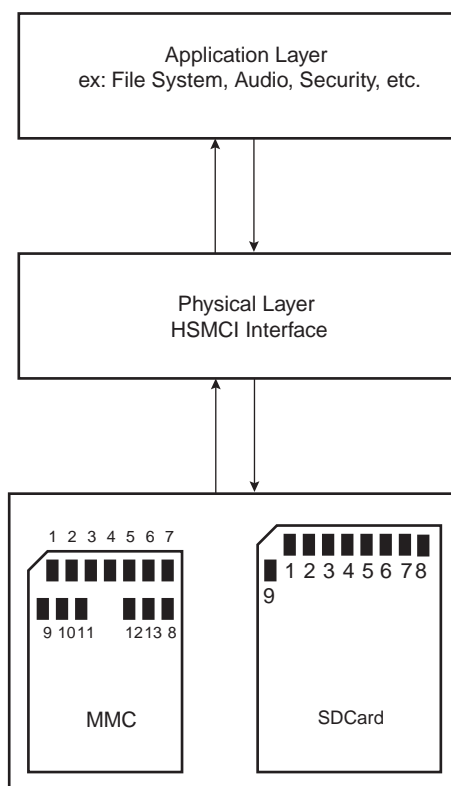 Application Layer
ex: File System, Audio, Security, etc.
Physical Layer
HSMCI Interface
1 2 3 4 5 6 7
9 10 11 12 13 8
MMC
1 2 3 4 5 6 7 8
9
SDCard